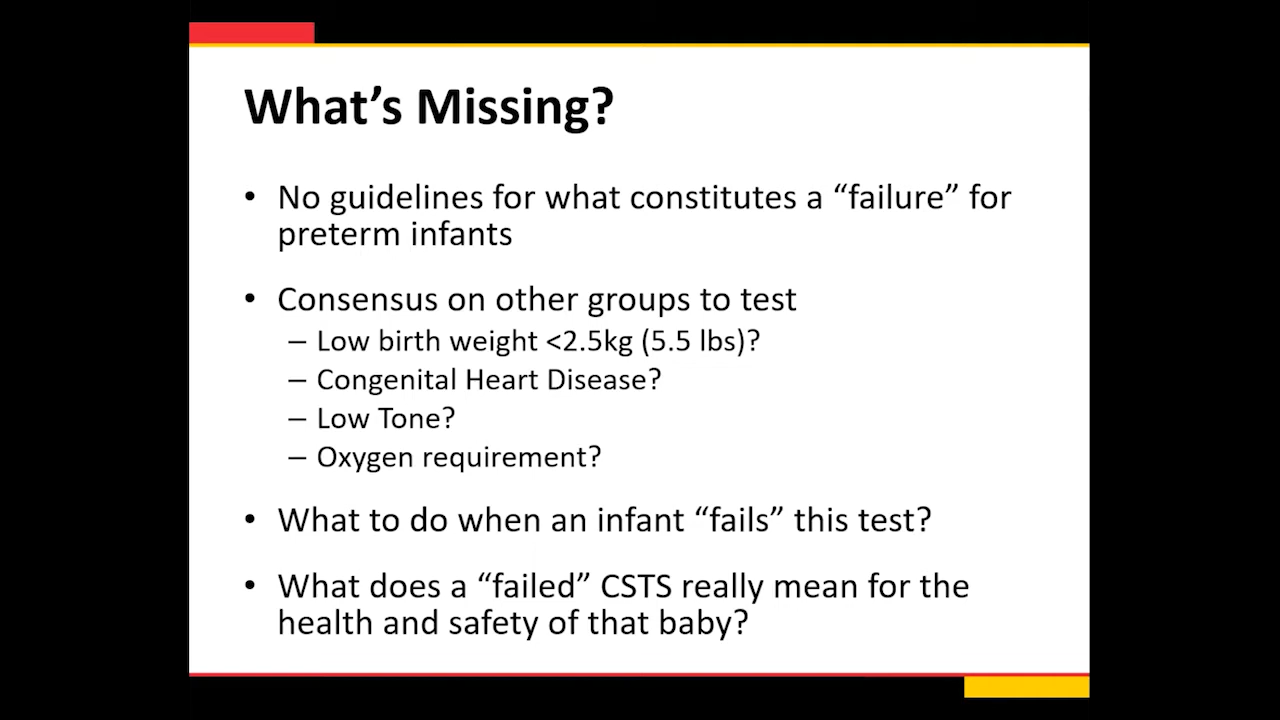 What’s Missing?
• No guidelines for what constitutes a “failure” for
preterm infants
• Consensus on other groups to test
– Low birth weight <2.5kg (5.5 lbs)?
– Congenital Heart Disease?
– Low Tone?
– Oxygen requirement?
• What to do when an infant “fails” this test?
• What does a “failed” CSTS really mean for the
health and safety of that baby?